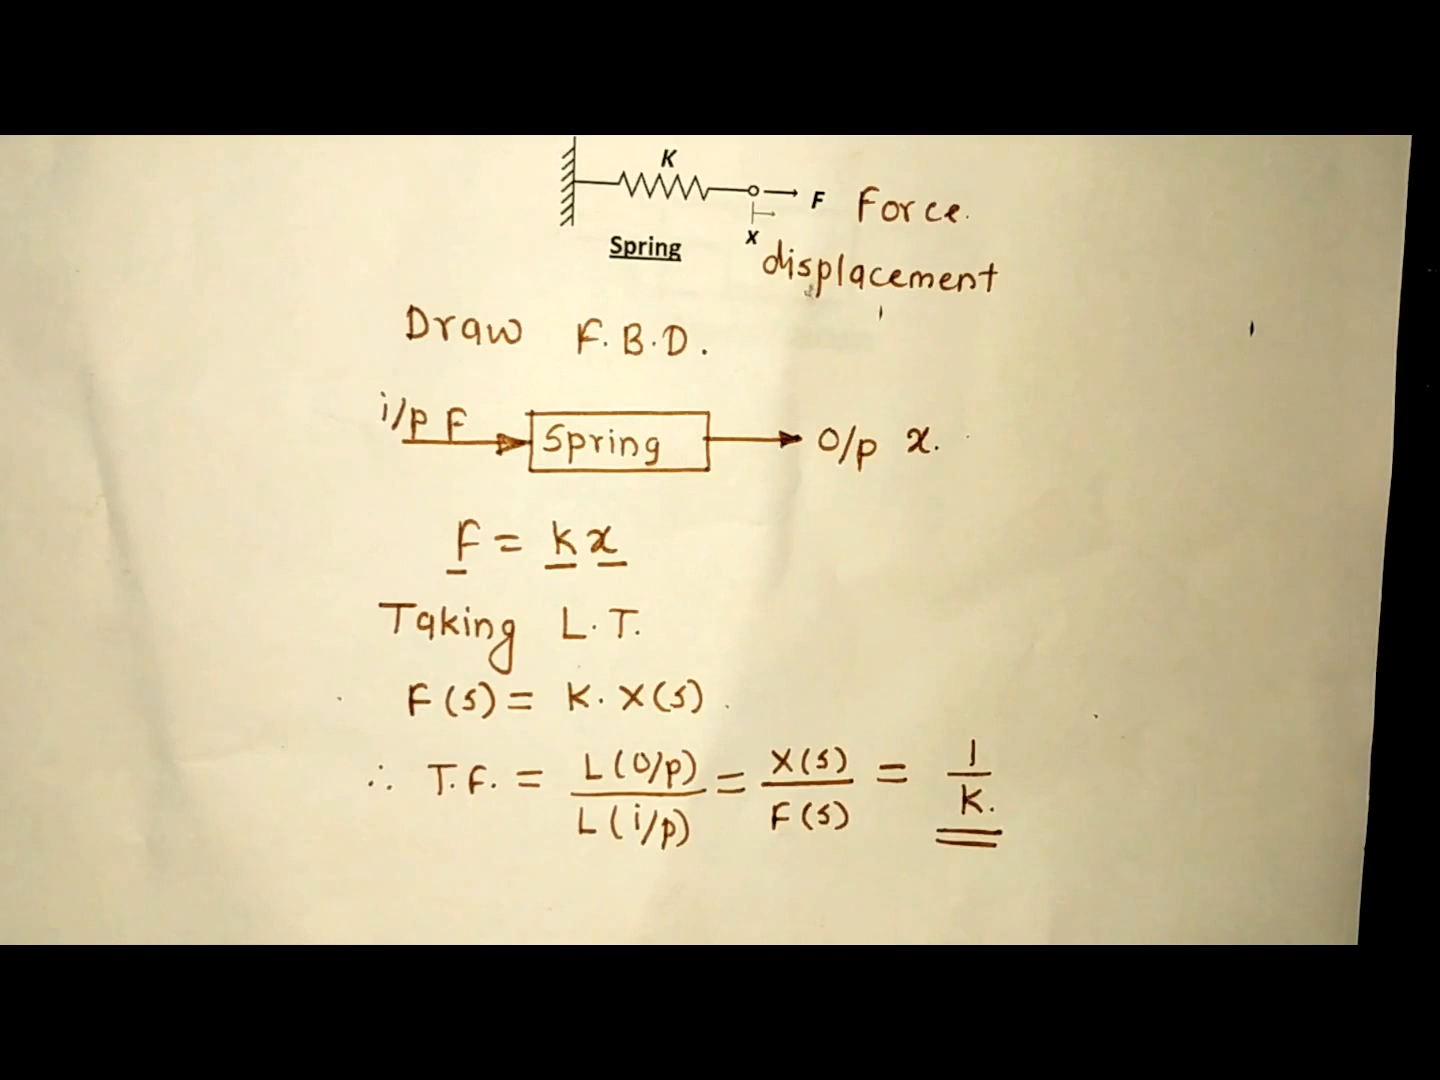 K
F Force.
x displacement
Spring
Draw F.B.D.
i/p F Spring O/p x.
F = kx
Taking L.T.
F(s) = K. X(s).
∴ T.F. = L(O/p)/L(i/p) = X(s)/F(s) = 1/K.